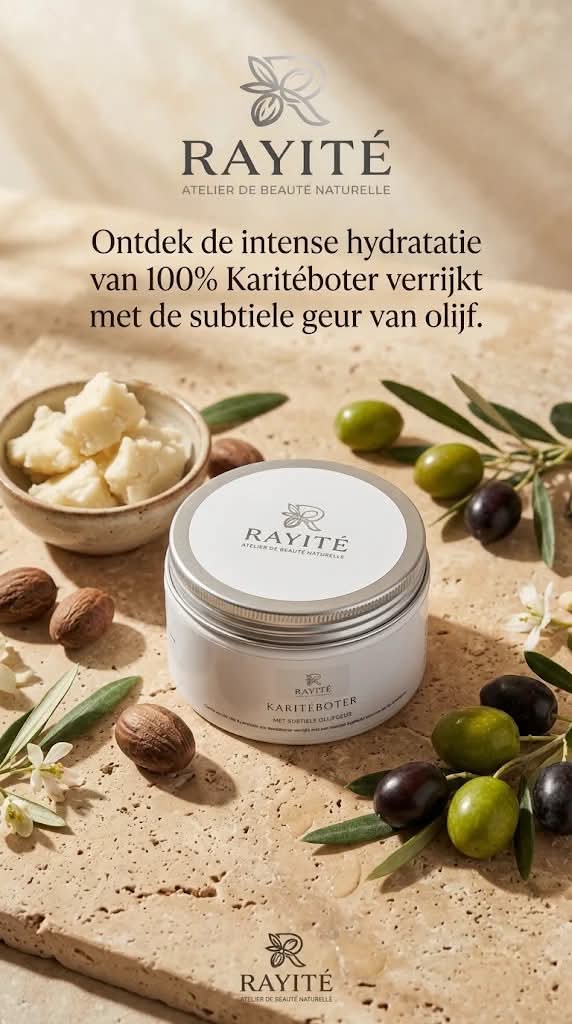 RAYITÉ
ATELIER DE BEAUTÉ NATURELLE
Ontdek de intense hydratatie
van 100% Karitéboter verrijkt
met de subtiele geur van olijf.
RAYITÉ
ATELIER DE BEAUTÉ NATURELLE
RAYITÉ
KARITÉBOTER
MET SUBTIELE OLIJFGEUR
RAYITÉ
ATELIER DE BEAUTÉ NATURELLE